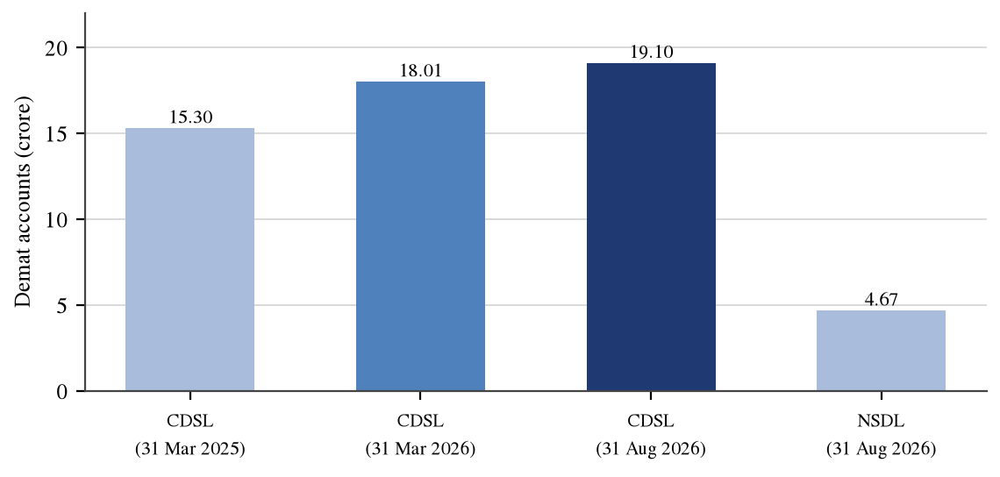 Demat accounts (crore)
20
15
10
5
0
15.30
18.01
19.10
4.67
CDSL
(31 Mar 2025)
CDSL
(31 Mar 2026)
CDSL
(31 Aug 2026)
NSDL
(31 Aug 2026)